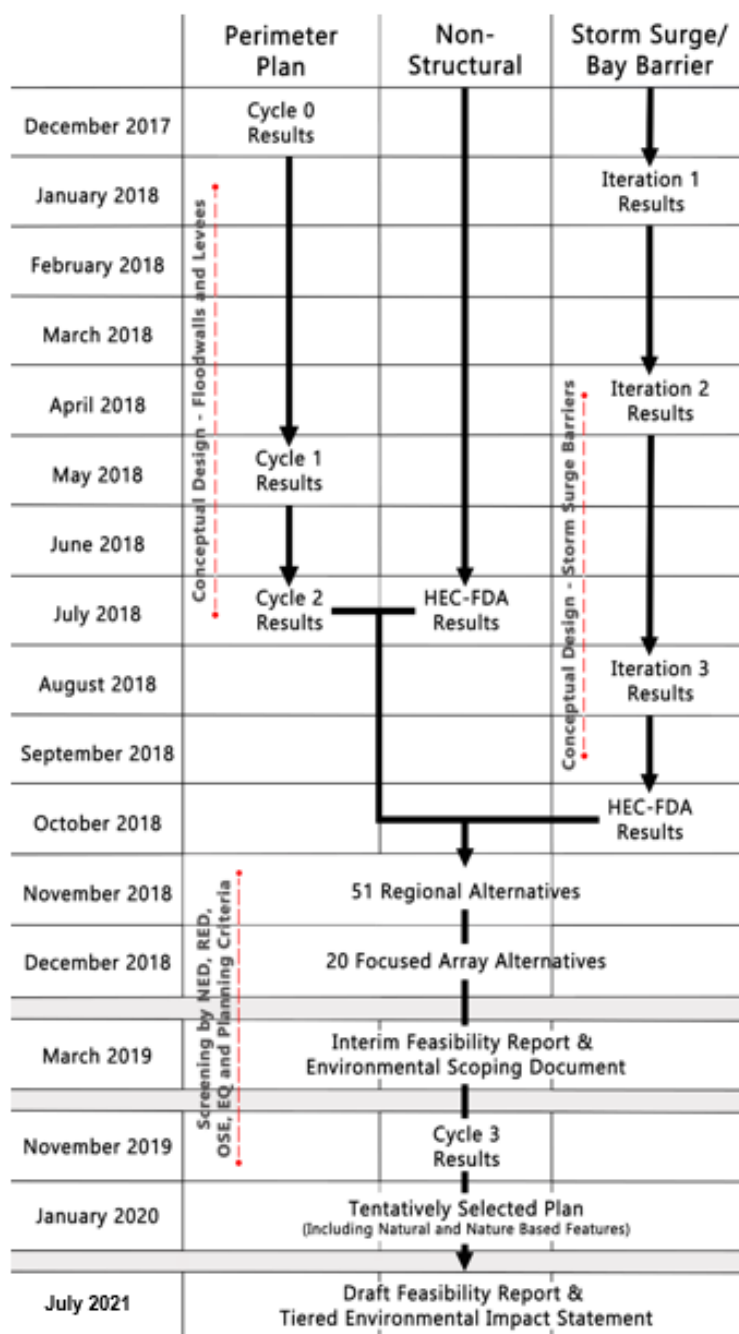 Perimeter
Plan
Non-
Structural
Storm Surge/
Bay Barrier
December 2017
Cycle 0
Results
January 2018
Iteration 1
Results
February 2018
March 2018
Conceptual Design - Floodwalls and Levees
April 2018
Iteration 2
Results
May 2018
Cycle 1
Results
June 2018
Conceptual Design - Storm Surge Barriers
July 2018
Cycle 2
Results
HEC-FDA
Results
August 2018
Iteration 3
Results
September 2018
October 2018
HEC-FDA
Results
November 2018
51 Regional Alternatives
December 2018
20 Focused Array Alternatives
Screening by NED, RED,
OSE, EQ and Planning Criteria
March 2019
Interim Feasibility Report &
Environmental Scoping Document
November 2019
Cycle 3
Results
January 2020
Tentatively Selected Plan
(Including Natural and Nature Based Features)
July 2021
Draft Feasibility Report &
Tiered Environmental Impact Statement